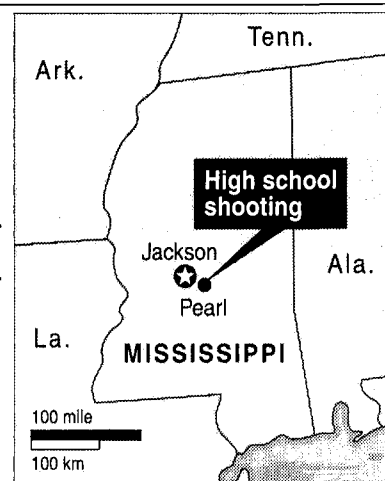 Tenn.
Ark.
High school
shooting
Jackson
Pearl
Ala.
La.
MISSISSIPPI
100 mile
100 km